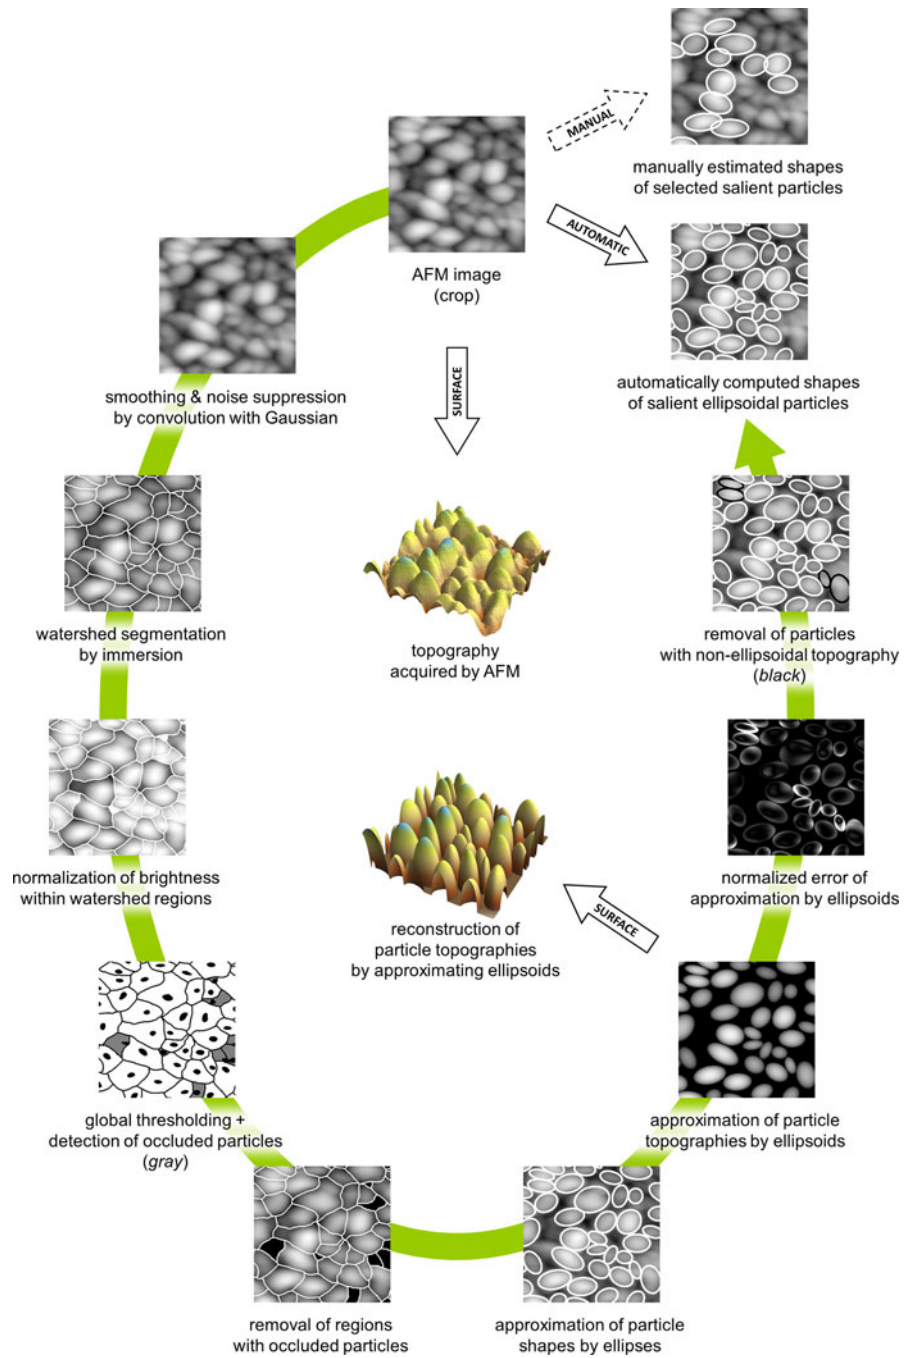 MANUAL
manually estimated shapes
of selected salient particles
AUTOMATIC
AFM image
(crop)
automatically computed shapes
of salient ellipsoidal particles
smoothing & noise suppression
by convolution with Gaussian
SURFACE
watershed segmentation
by immersion
topography
acquired by AFM
removal of particles
with non-ellipsoidal topography
(black)
normalization of brightness
within watershed regions
normalized error of
approximation by ellipsoids
reconstruction of
particle topographies
by approximating ellipsoids
SURFACE
global thresholding +
detection of occluded particles
(gray)
approximation of particle
topographies by ellipsoids
removal of regions
with occluded particles
approximation of particle
shapes by ellipses